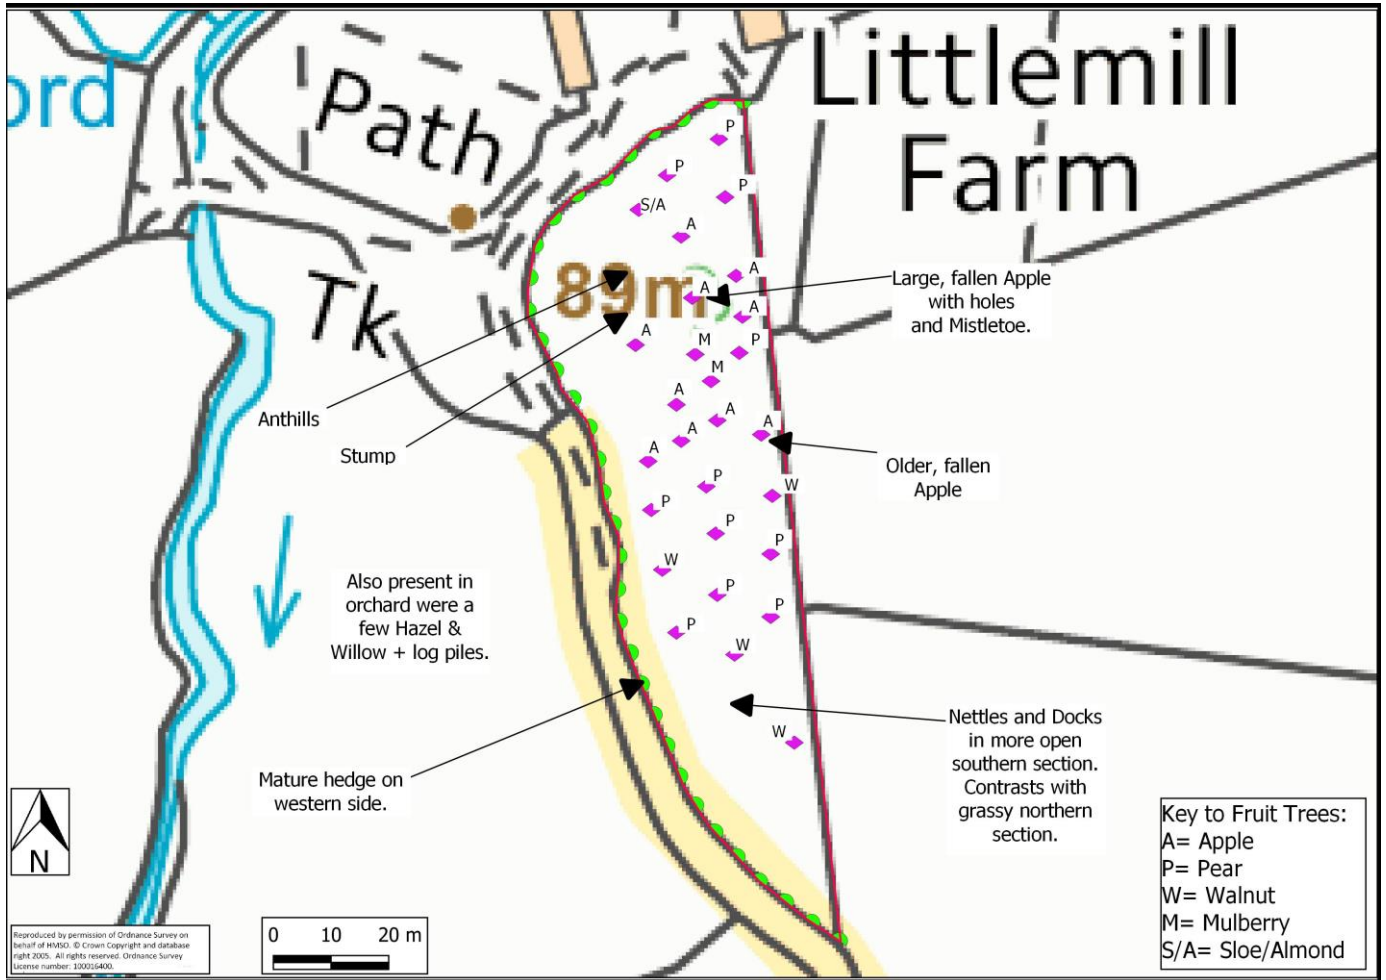 ord
Path
Littlemill
Farm
P
P
P
S/A
A
89m
A
A
A
Large, fallen Apple
with holes
and Mistletoe.
Tk
A
M
P
M
Anthills
A
A
A
A
Stump
A
Older, fallen
Apple
P
W
P
P
P
W
Also present in
orchard were a
few Hazel &
Willow + log piles.
P
P
P
W
Nettles and Docks
in more open
southern section.
Contrasts with
grassy northern
section.
W
Mature hedge on
western side.
N
Key to Fruit Trees:
A= Apple
P= Pear
W= Walnut
M= Mulberry
S/A= Sloe/Almond
Reproduced by permission of Ordnance Survey on
behalf of HMSO. © Crown Copyright and database
right 2005. All rights reserved. Ordnance Survey
License number: 100016400.
0 10 20 m